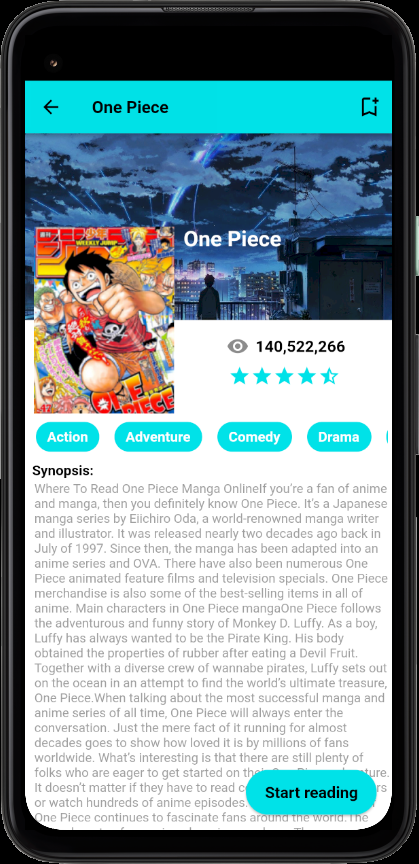 One Piece
One Piece
WEEKLY JUMP
140,522,266
Action
Adventure
Comedy
Drama
Synopsis:
Where To Read One Piece Manga OnlineIf you're a fan of anime
and manga, then you definitely know One Piece. It's a Japanese
manga series by Eiichiro Oda, a world-renowned manga writer
and illustrator. It was released nearly two decades ago back in
July of 1997. Since then, the manga has been adapted into an
anime series and OVA. There have also been numerous One
Piece animated feature films and television specials. One Piece
merchandise is also some of the best-selling items in all of
anime. Main characters in One Piece mangaOne Piece follows
the adventurous and funny story of Monkey D. Luffy. As a boy,
Luffy has always wanted to be the Pirate King. His body
obtained the properties of rubber after eating a Devil Fruit.
Together with a diverse crew of wannabe pirates, Luffy sets out
on the ocean in an attempt to find the world's ultimate treasure,
One Piece.When talking about the most successful manga and
anime series of all time, One Piece will always enter the
conversation. Just the mere fact of it running for almost
decades goes to show how loved it is by millions of fans
worldwide. What's interesting is that there are still plenty of
folks who are eager to get started on their One Piece adventure.
It doesn't matter if they have to read
or watch hundreds of anime episodes.
One Piece continues to fascinate fans around the world.The
Start reading